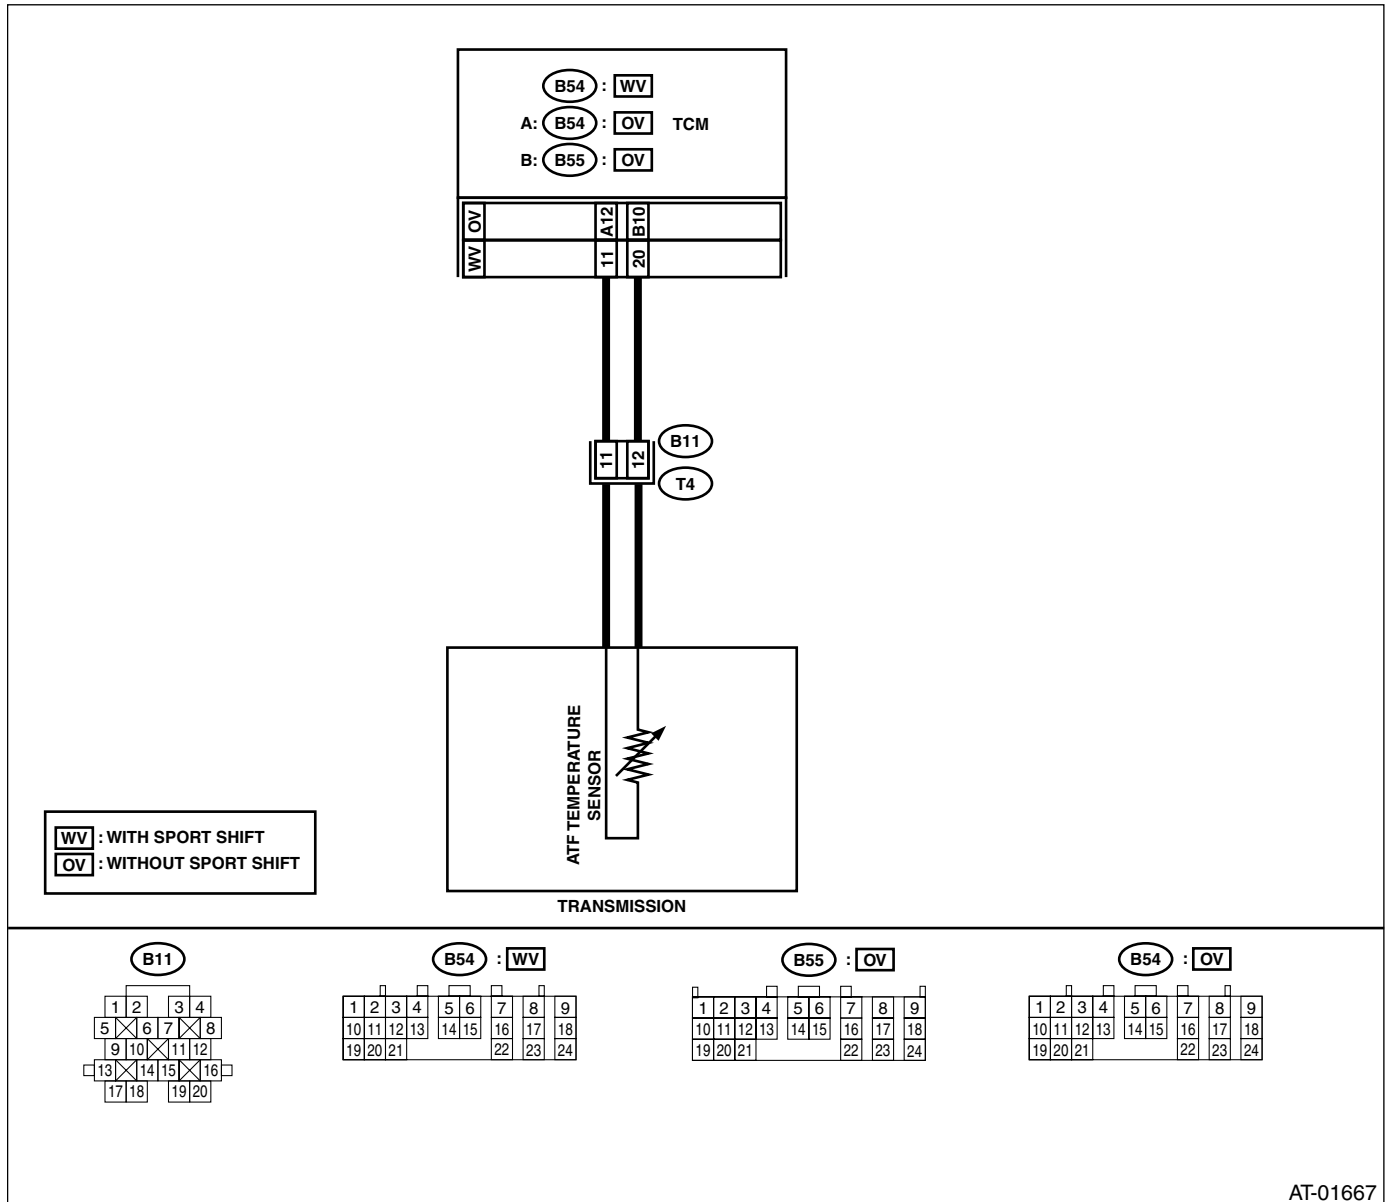 B54 : WV
A: B54 : OV TCM
B: B55 : OV
OV A12 B10
WV 11 20
B11
11 12
T4
ATF TEMPERATURE
SENSOR
WV : WITH SPORT SHIFT
OV : WITHOUT SPORT SHIFT
TRANSMISSION
B11
1 2 3 4
5 6 7 8
9 10 11 12
13 14 15 16
17 18 19 20
B54 : WV
1 2 3 4 5 6 7 8 9
10 11 12 13 14 15 16 17 18
19 20 21 22 23 24
B55 : OV
1 2 3 4 5 6 7 8 9
10 11 12 13 14 15 16 17 18
19 20 21 22 23 24
B54 : OV
1 2 3 4 5 6 7 8 9
10 11 12 13 14 15 16 17 18
19 20 21 22 23 24
AT-01667